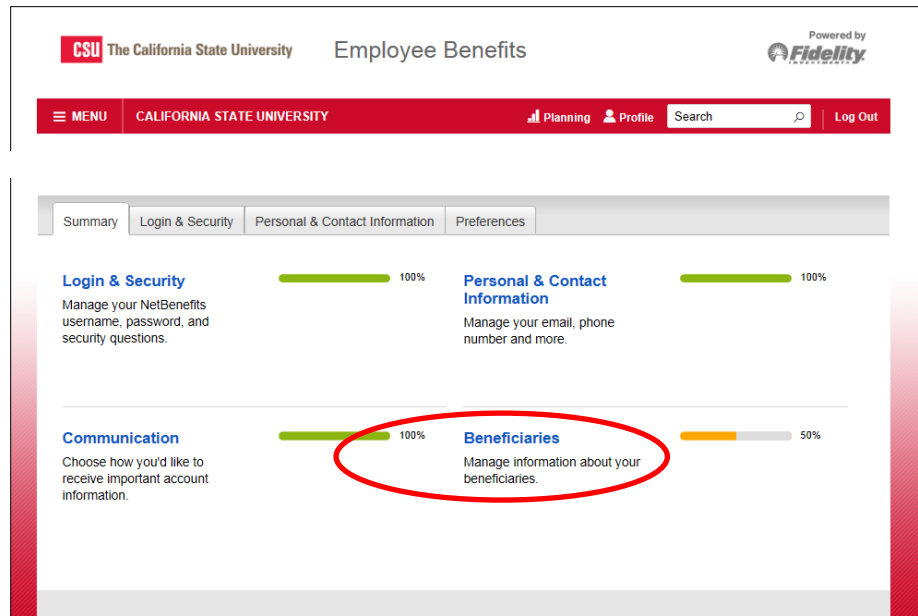 CSU The California State University
Employee Benefits
Powered by
Fidelity
INVESTMENTS
MENU
CALIFORNIA STATE UNIVERSITY
Planning
Profile
Search
Log Out
Summary
Login & Security
Personal & Contact Information
Preferences
Login & Security
100%
Manage your NetBenefits
username, password, and
security questions.
Personal & Contact
Information
100%
Manage your email, phone
number and more.
Communication
100%
Choose how you'd like to
receive important account
information.
Beneficiaries
50%
Manage information about your
beneficiaries.